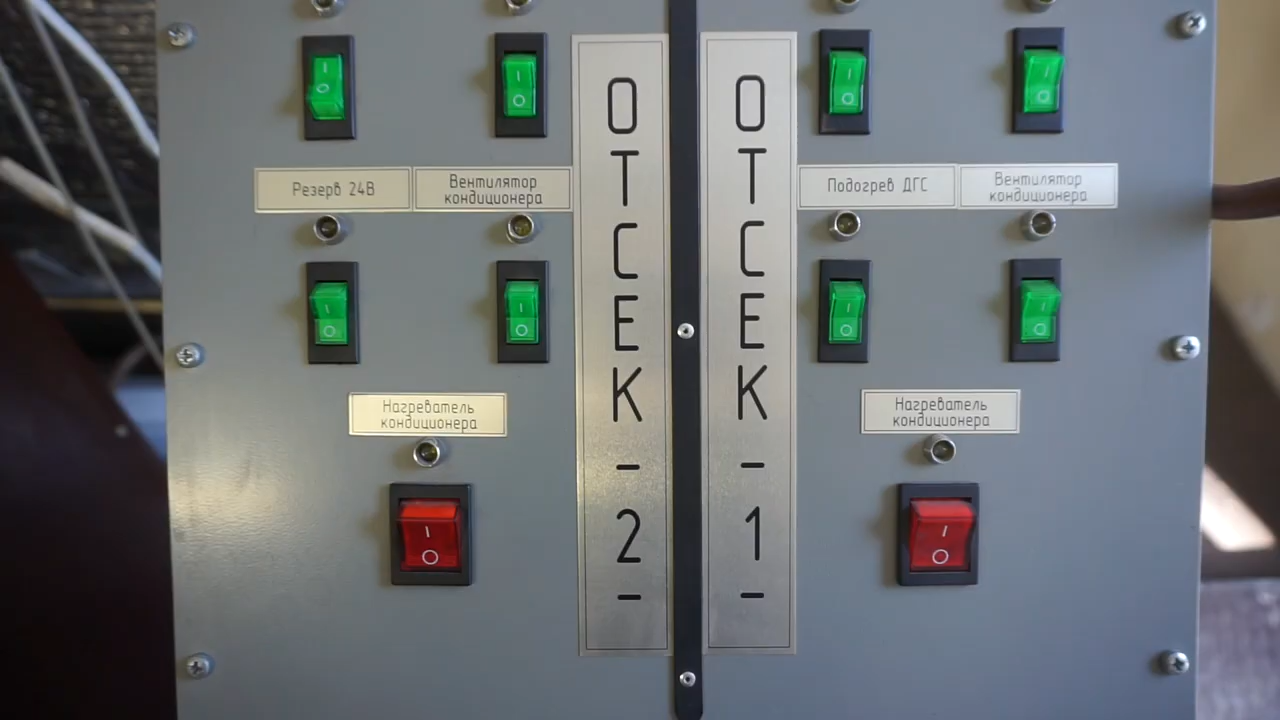 Резерв 24В
Вентилятор
кондиционера
Нагреватель
кондиционера
ОТСЕК - 2 -
ОТСЕК - 1 -
Подогрев ДГС
Вентилятор
кондиционера
Нагреватель
кондиционера